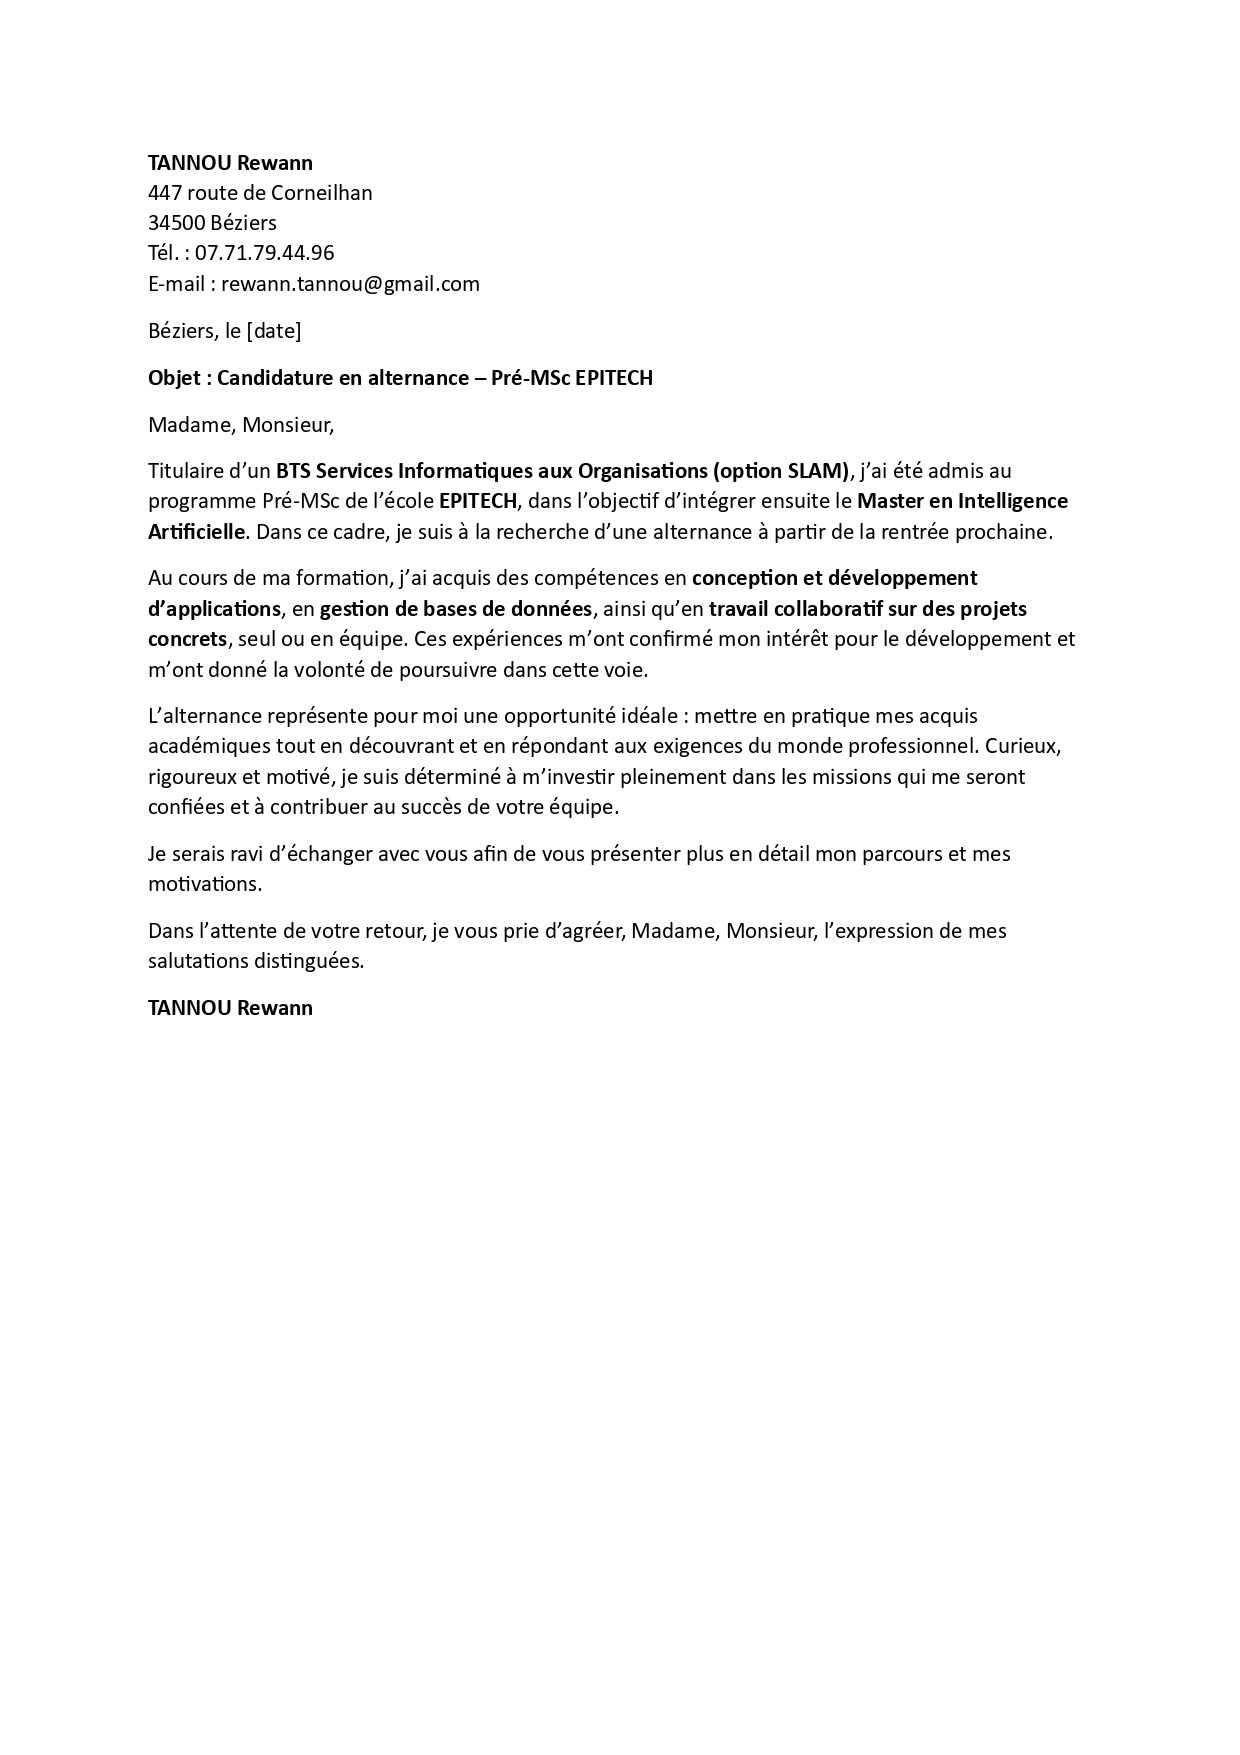 TANNOU Rewann
447 route de Corneilhan
34500 Béziers
Tél. : 07.71.79.44.96
E-mail : rewann.tannou@gmail.com
Béziers, le [date]
Objet : Candidature en alternance – Pré-MSc EPITECH
Madame, Monsieur,
Titulaire d’un BTS Services Informatiques aux Organisations (option SLAM), j’ai été admis au
programme Pré-MSc de l’école EPITECH, dans l’objectif d’intégrer ensuite le Master en Intelligence
Artificielle. Dans ce cadre, je suis à la recherche d’une alternance à partir de la rentrée prochaine.
Au cours de ma formation, j’ai acquis des compétences en conception et développement
d’applications, en gestion de bases de données, ainsi qu’en travail collaboratif sur des projets
concrets, seul ou en équipe. Ces expériences m’ont confirmé mon intérêt pour le développement et
m’ont donné la volonté de poursuivre dans cette voie.
L’alternance représente pour moi une opportunité idéale : mettre en pratique mes acquis
académiques tout en découvrant et en répondant aux exigences du monde professionnel. Curieux,
rigoureux et motivé, je suis déterminé à m’investir pleinement dans les missions qui me seront
confiées et à contribuer au succès de votre équipe.
Je serais ravi d’échanger avec vous afin de vous présenter plus en détail mon parcours et mes
motivations.
Dans l’attente de votre retour, je vous prie d’agréer, Madame, Monsieur, l’expression de mes
salutations distinguées.
TANNOU Rewann